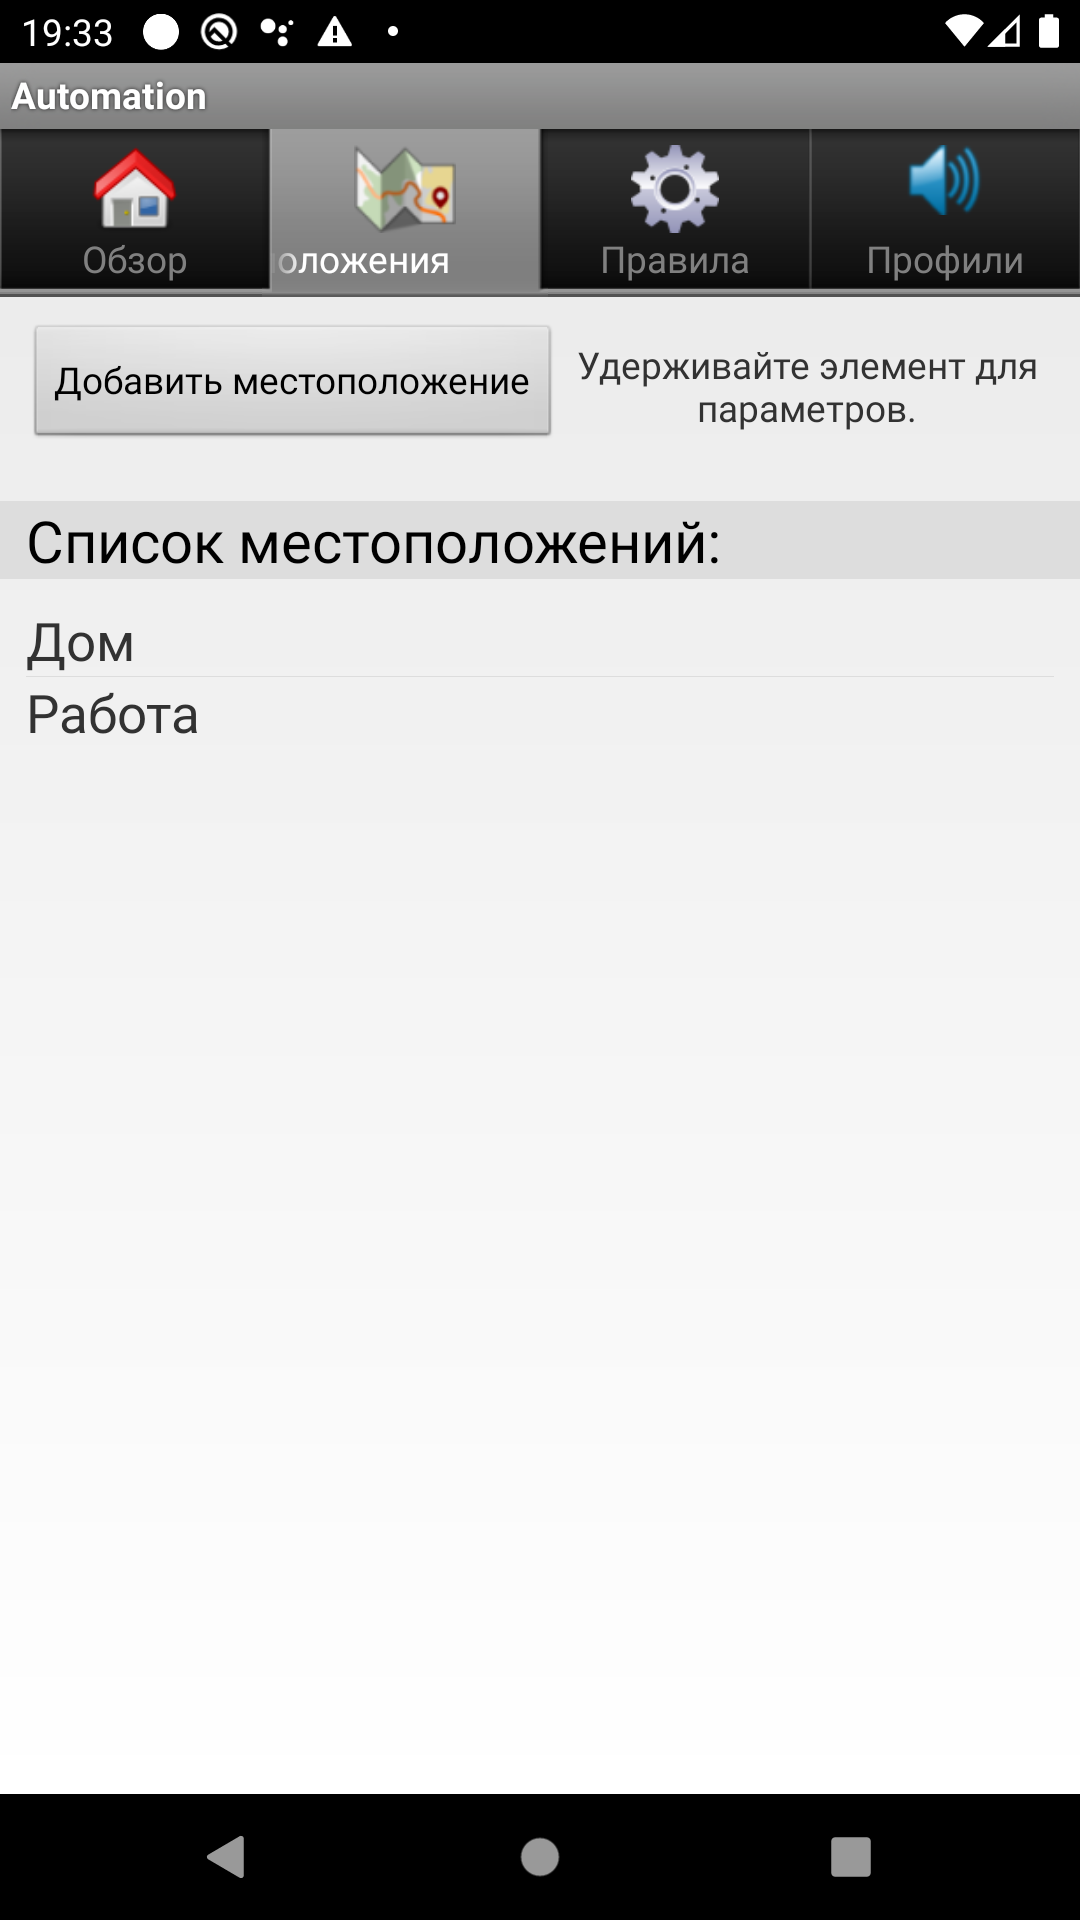 19:33
Automation
Обзор
оложения
Правила
Профили
Добавить местоположение
Удерживайте элемент для
параметров.
Список местоположений:
Дом
Работа